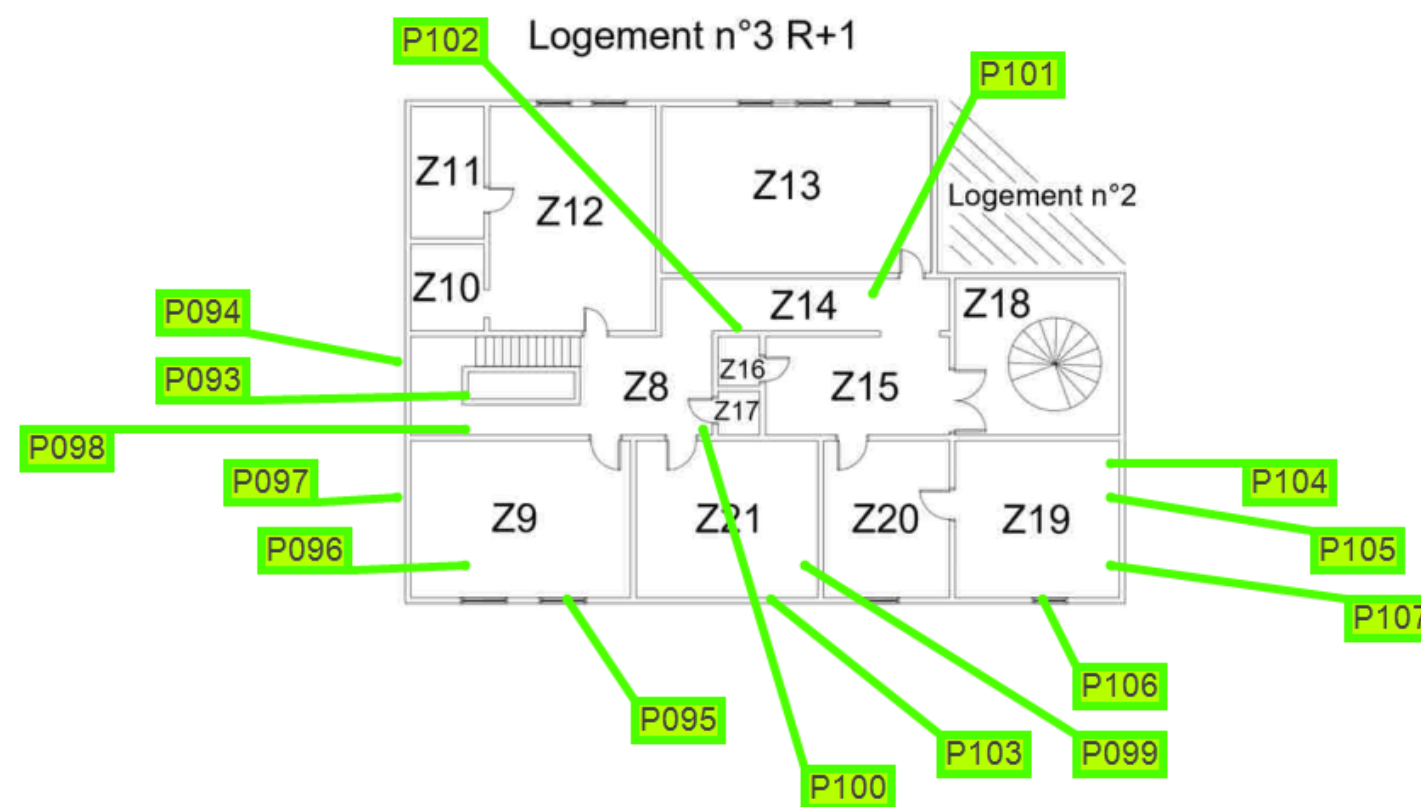 P102
Logement n°3 R+1
P101
Z11
Z12
Z13
Logement n°2
Z10
Z14
Z18
P094
P093
Z16
Z8
Z15
Z17
P098
P097
P104
Z9
Z21
Z20
Z19
P096
P105
P107
P106
P095
P103
P099
P100